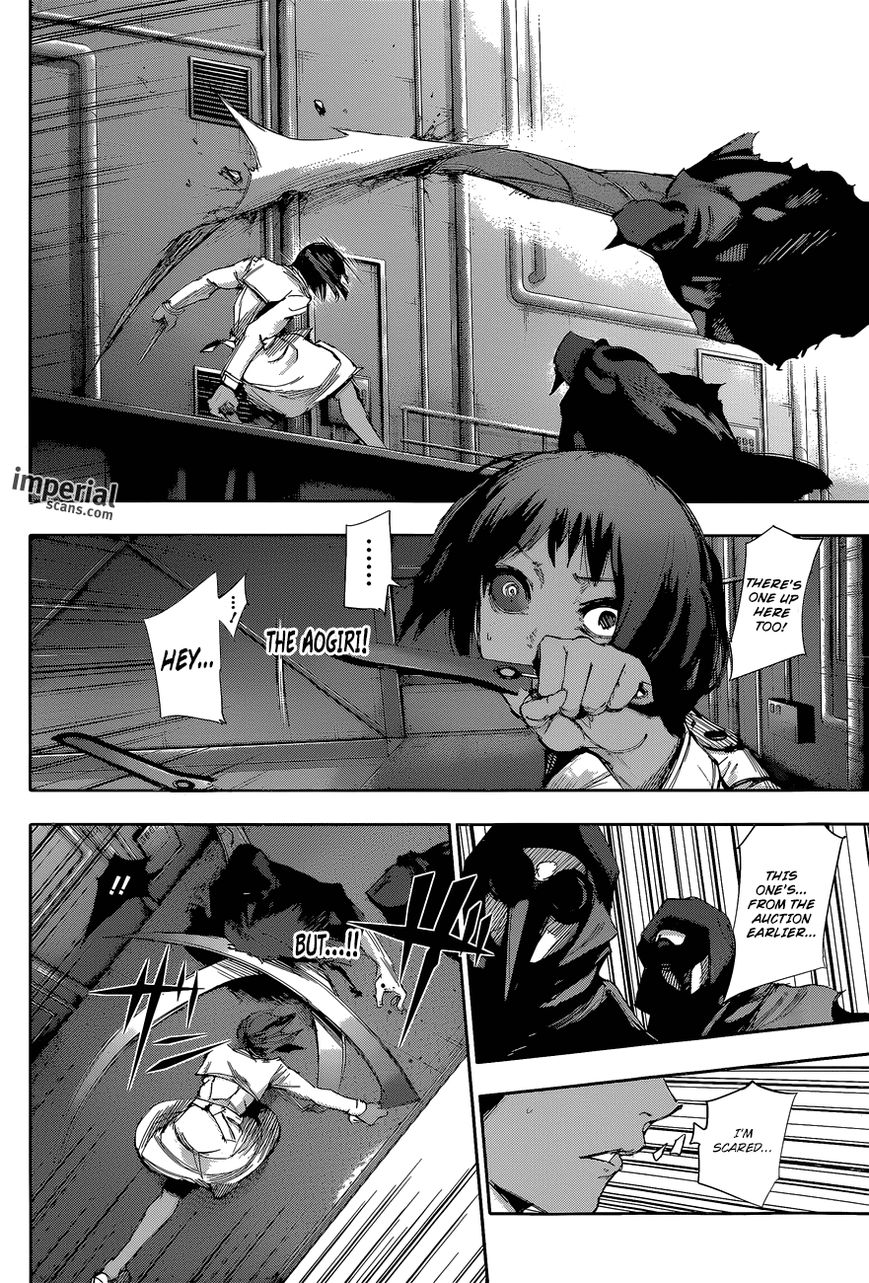 imperial
scans.com
THERE'S
ONE UP
HERE
TOO!
......
THE AOGIRI!
...!
HEY...
THIS
ONE'S...
FROM THE
AUCTION
EARLIER...
I'M
SCARED...
BUT...!!
!!